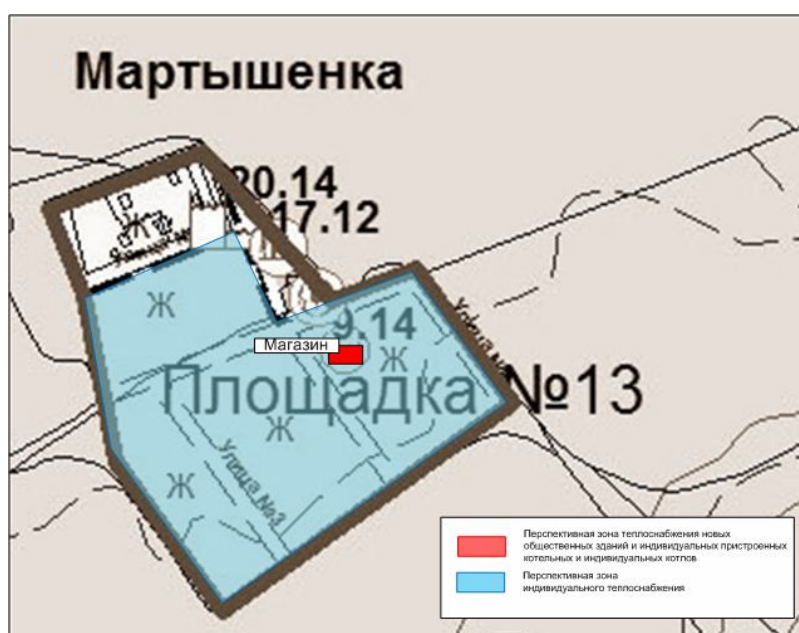 Мартышенка
20.14
17.12
Ж
Ж
9.14
Магазин
Ж
Площадка №13
Ж
Ж
Улица №3
Перспективная зона теплоснабжения новых
общественных зданий и индивидуальных пристроенных
котельных и индивидуальных котлов
Перспективная зона
индивидуального теплоснабжения